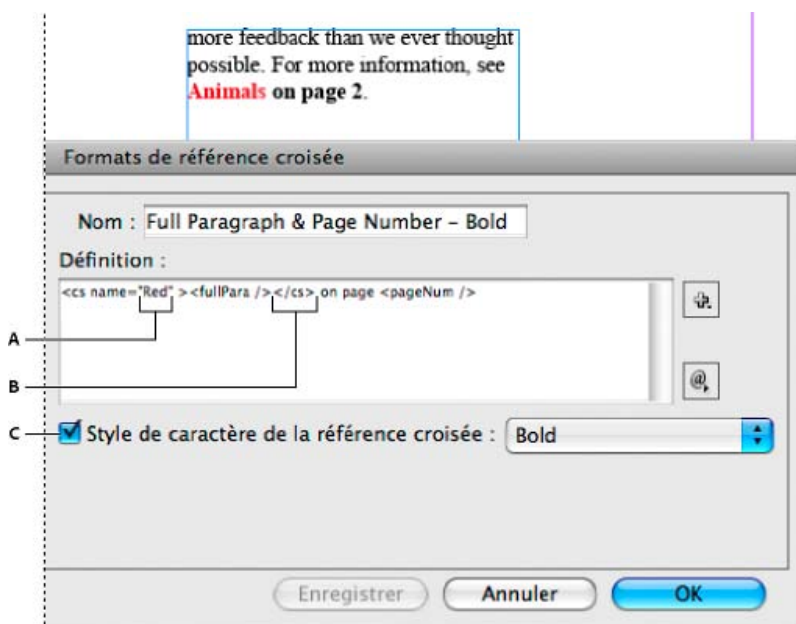 more feedback than we ever thought
possible. For more information, see
Animals on page 2.
Formats de référence croisée
Nom : Full Paragraph & Page Number – Bold
Définition :
<cs name="Red" ><fullPara /></cs> on page <pageNum />
A
B
@
C Style de caractère de la référence croisée : Bold
Enregistrer Annuler OK